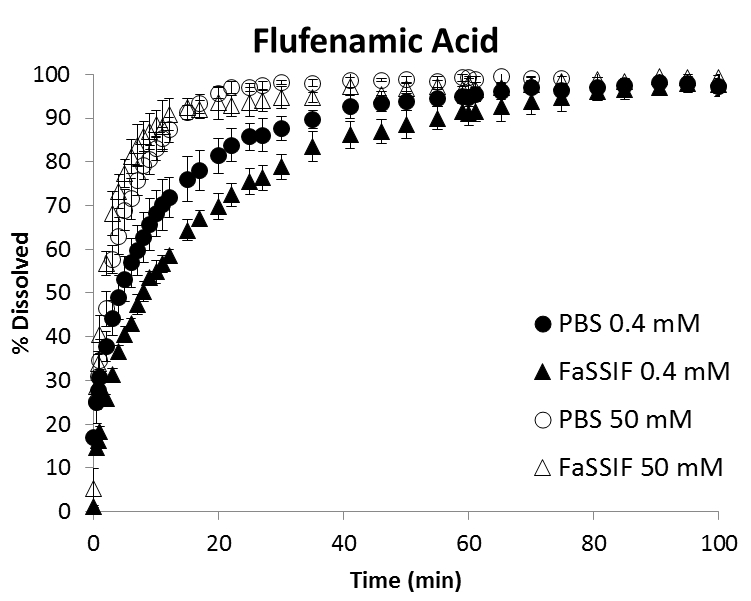 Flufenamic Acid
100
90
80
70
60
50
40
30
20
10
0
% Dissolved
PBS 0.4 mM
FaSSIF 0.4 mM
PBS 50 mM
FaSSIF 50 mM
0 20 40 60 80 100
Time (min)